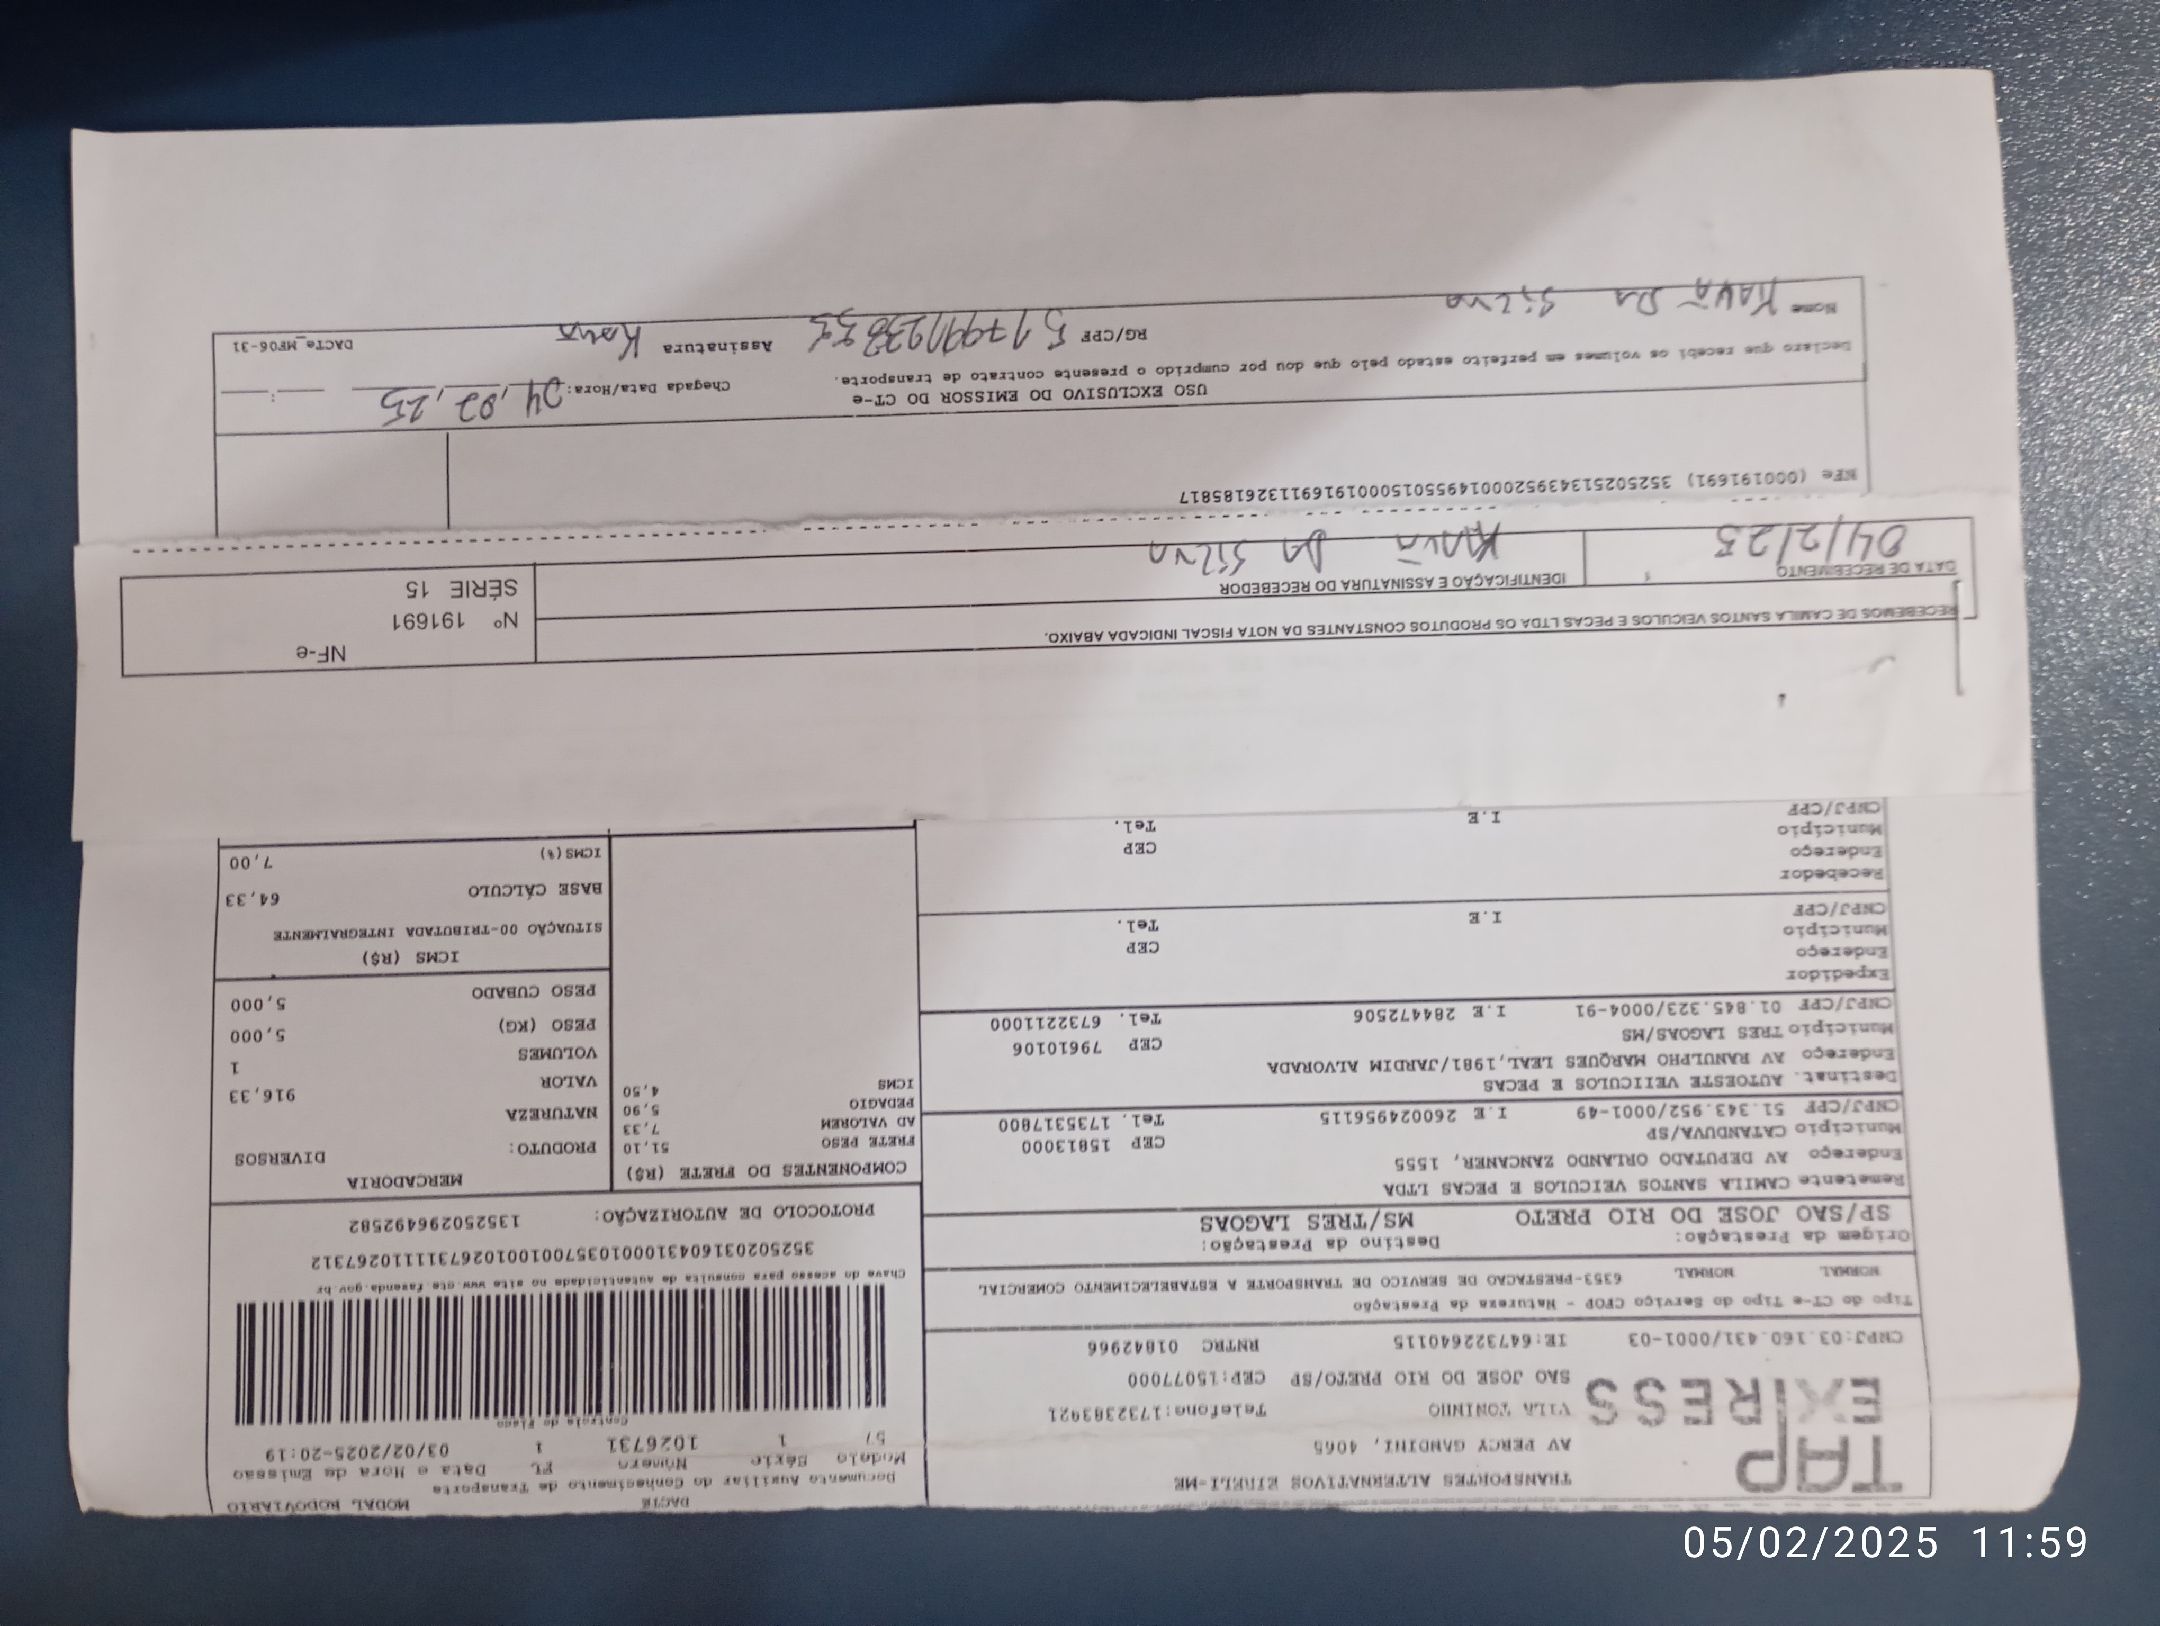 TAP
EXPRESS
TRANSPORTES ALTERNATIVOS EIRELI-ME
AV PERCY GANDINI, 4065
VILA TONINHO Telefone:1732383421
SAO JOSE DO RIO PRETO/SP CEP:15077000
CNPJ:03.160.431/0001-03 IE:647322640115 RNTRC 01842966
DACTE MODAL RODOVIÁRIO
Documento Auxiliar do Conhecimento de Transporte
Modelo Série Número FL Data e Hora de Emissão
57 1 1026731 1 03/02/2025-20:19
Controle do Fisco
Chave de acesso para consulta de autenticidade no site www.cte.fazenda.gov.br
352502031604310001035700100102673111110267312
PROTOCOLO DE AUTORIZAÇÃO: 135250296492582
Tipo do CT-e Tipo do Serviço CFOP - Natureza da Prestação
NORMAL NORMAL 6353-PRESTACAO DE SERVICO DE TRANSPORTE A ESTABELECIMENTO COMERCIAL
Origem da Prestação: Destino da Prestação:
SP/SAO JOSE DO RIO PRETO MS/TRES LAGOAS
Remetente CAMILA SANTOS VEICULOS E PECAS LTDA
Endereço AV DEPUTADO ORLANDO ZANCANER, 1555
Município CATANDUVA/SP CEP 15813000
CNPJ/CPF 51.343.952/0001-49 I.E 260024956115 Tel. 1735317800
Destinat. AUTOESTE VEIIULOS E PECAS
Endereço AV RANULPHO MARQUES LEAL,1981/JARDIM ALVORADA
Município TRES LAGOAS/MS CEP 79610106
CNPJ/CPF 01.845.323/0004-91 I.E 284472506 Tel. 6732211000
Expedidor
Endereço
Município CEP
CNPJ/CPF I.E Tel.
Recebedor
Endereço
Município CEP
CNPJ/CPF I.E Tel.
COMPONENTES DO FRETE (R$)
FRETE PESO 51,10
AD VALOREM 7,33
PEDAGIO 5,90
ICMS 4,50
MERCADORIA
PRODUTO: DIVERSOS
NATUREZA
VALOR 916,33
VOLUMES 1
PESO (KG) 5,000
PESO CUBADO 5,000
ICMS (R$)
SITUAÇÃO 00-TRIBUTADA INTEGRALMENTE
BASE CÁLCULO 64,33
ICMS(%) 7,00
RECEBEMOS DE CAMILA SANTOS VEICULOS E PECAS LTDA OS PRODUTOS CONSTANTES DA NOTA FISCAL INDICADA ABAIXO.
NF-e
Nº 191691
SÉRIE 15
DATA DE RECEBIMENTO IDENTIFICAÇÃO E ASSINATURA DO RECEBEDOR
04/2/25 KAUÃ DA SILVA
NFe (000191691) 35250251343952000149550150001916911326185817
USO EXCLUSIVO DO EMISSOR DO CT-e
Chegada Data/Hora: 04,02,25
Declaro que recebi os volumes em perfeito estado pelo que dou por cumprido o presente contrato de transporte.
Nome KAUÃ DA SILVA RG/CPF Assinatura Kauã DACTe_MF06-31
05/02/2025 11:59